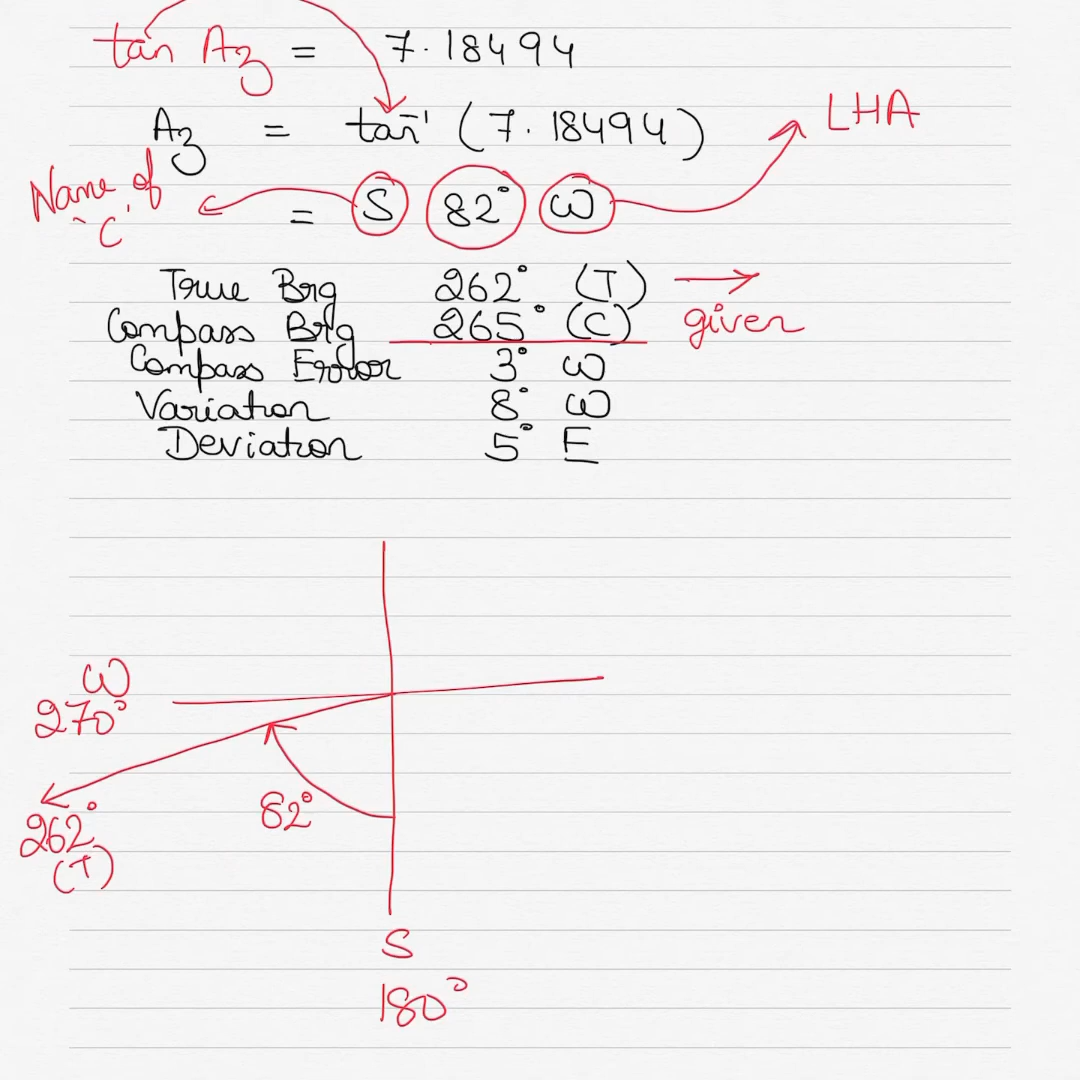 tan Az = 7.18494
Az = tan⁻¹ (7.18494)
LHA
Name of
'C'
= S 82° W
True Brg 262° (T)
Compass Brg 265° (C)
given
Compass Error 3° W
Variation 8° W
Deviation 5° E
W
270°
82°
262°
(T)
S
180°